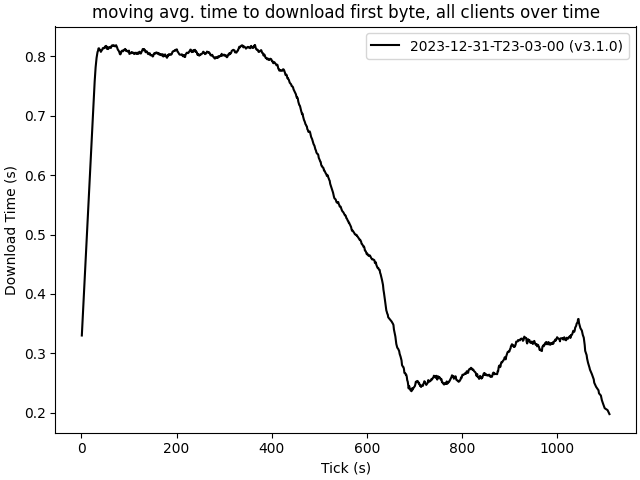 moving avg. time to download first byte, all clients over time
2023-12-31-T23-03-00 (v3.1.0)
Download Time (s)
0.8
0.7
0.6
0.5
0.4
0.3
0.2
0 200 400 600 800 1000
Tick (s)